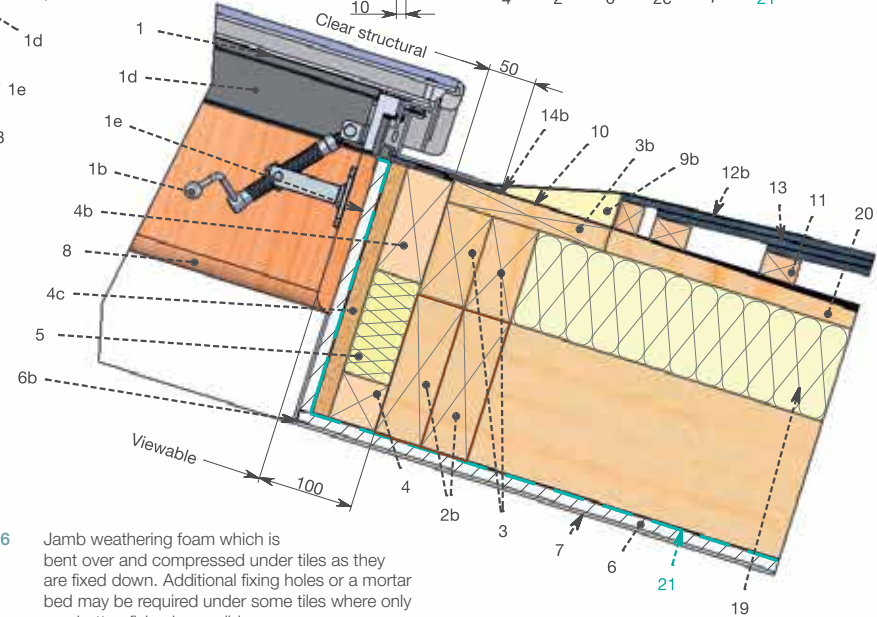 10
4 2 6 2c 7 21
1d
1e
1
Clear structural
50
1d
1e
1b
4b
8
4c
5
6b
14b
10
3b
9b
12b
13
11
20
Viewable
100
4
2b
3
7
6
21
19
6 Jamb weathering foam which is
bent over and compressed under tiles as they
are fixed down. Additional fixing holes or a mortar
bed may be required under some tiles where only